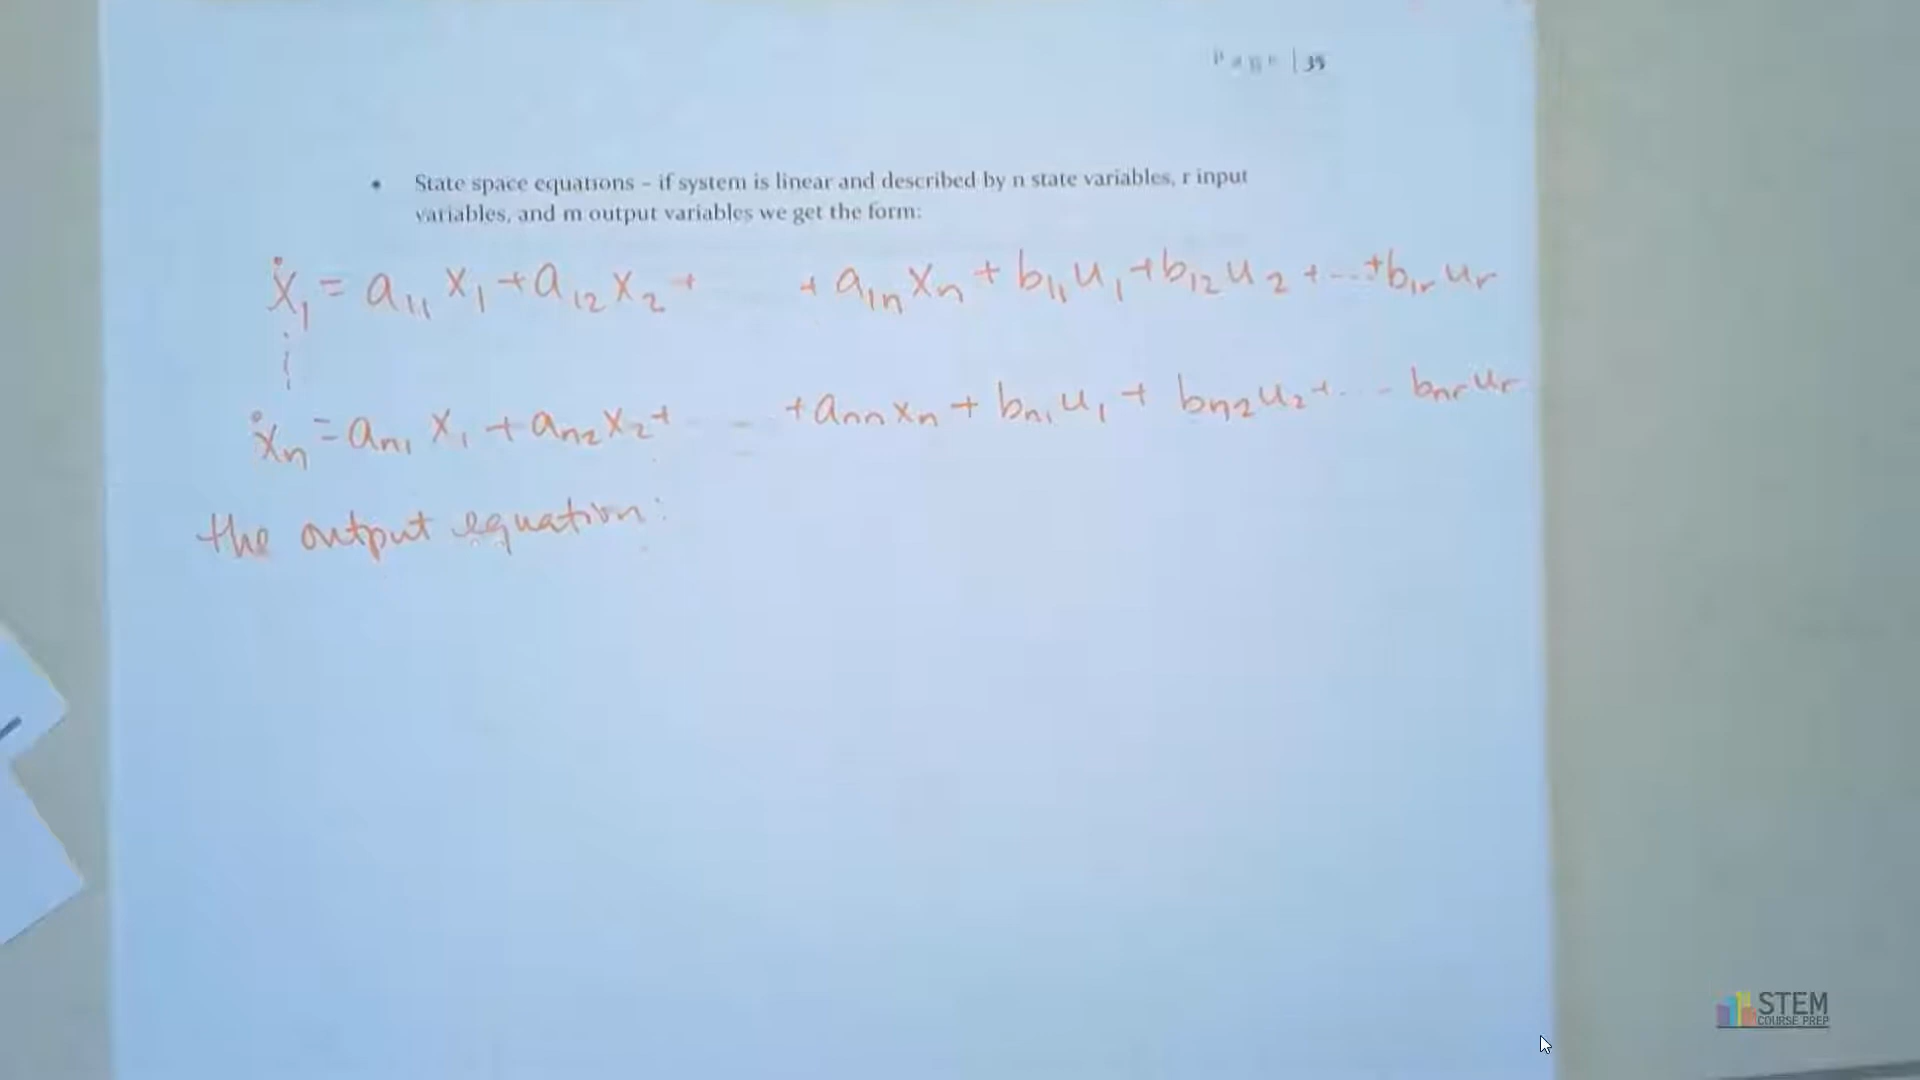 Page | 35
• State space equations – if system is linear and described by n state variables, r input
variables, and m output variables we get the form:
ẋ₁ = a₁₁ x₁ + a₁₂ x₂ + + a₁ₙ xₙ + b₁₁ u₁ + b₁₂ u₂ + ... + b₁ᵣ uᵣ
ẋₙ = aₙ₁ x₁ + aₙ₂ x₂ + + aₙₙ xₙ + bₙ₁ u₁ + bₙ₂ u₂ + ... bₙᵣ uᵣ
the output equation:
STEM
COURSE PREP